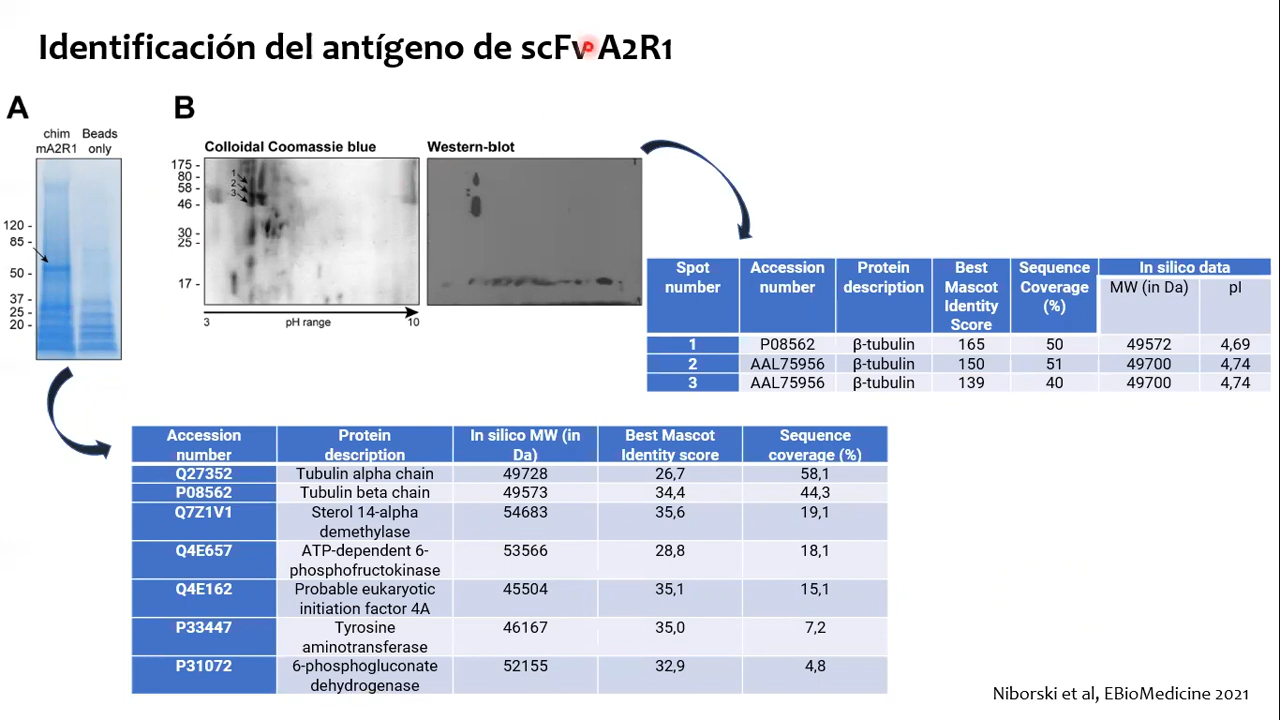 Identificación del antígeno de scFv A2R1
A
chim
mA2R1
Beads
only
120 -
85 -
50 -
37 -
25 -
20 -
B
Colloidal Coomassie blue
175 -
80 -
58 -
46 -
30 -
25 -
17 -
1
2
3
Western-blot
3
pH range
10
Spot number | Accession number | Protein description | Best Mascot Identity Score | Sequence Coverage (%) | In silico data
MW (in Da) | pI
1 | P08562 | β-tubulin | 165 | 50 | 49572 | 4,69
2 | AAL75956 | β-tubulin | 150 | 51 | 49700 | 4,74
3 | AAL75956 | β-tubulin | 139 | 40 | 49700 | 4,74
Accession number | Protein description | In silico MW (in Da) | Best Mascot Identity score | Sequence coverage (%)
Q27352 | Tubulin alpha chain | 49728 | 26,7 | 58,1
P08562 | Tubulin beta chain | 49573 | 34,4 | 44,3
Q7Z1V1 | Sterol 14-alpha demethylase | 54683 | 35,6 | 19,1
Q4E657 | ATP-dependent 6-phosphofructokinase | 53566 | 28,8 | 18,1
Q4E162 | Probable eukaryotic initiation factor 4A | 45504 | 35,1 | 15,1
P33447 | Tyrosine aminotransferase | 46167 | 35,0 | 7,2
P31072 | 6-phosphogluconate dehydrogenase | 52155 | 32,9 | 4,8
Niborski et al, EBioMedicine 2021